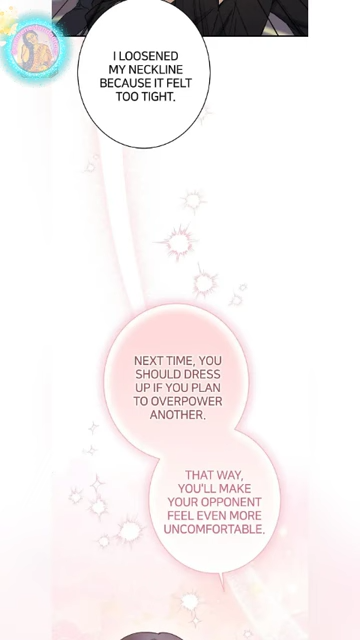 I LOOSENED
MY NECKLINE
BECAUSE IT FELT
TOO TIGHT.
NEXT TIME, YOU
SHOULD DRESS
UP IF YOU PLAN
TO OVERPOWER
ANOTHER.
THAT WAY,
YOU'LL MAKE
YOUR OPPONENT
FEEL EVEN MORE
UNCOMFORTABLE.